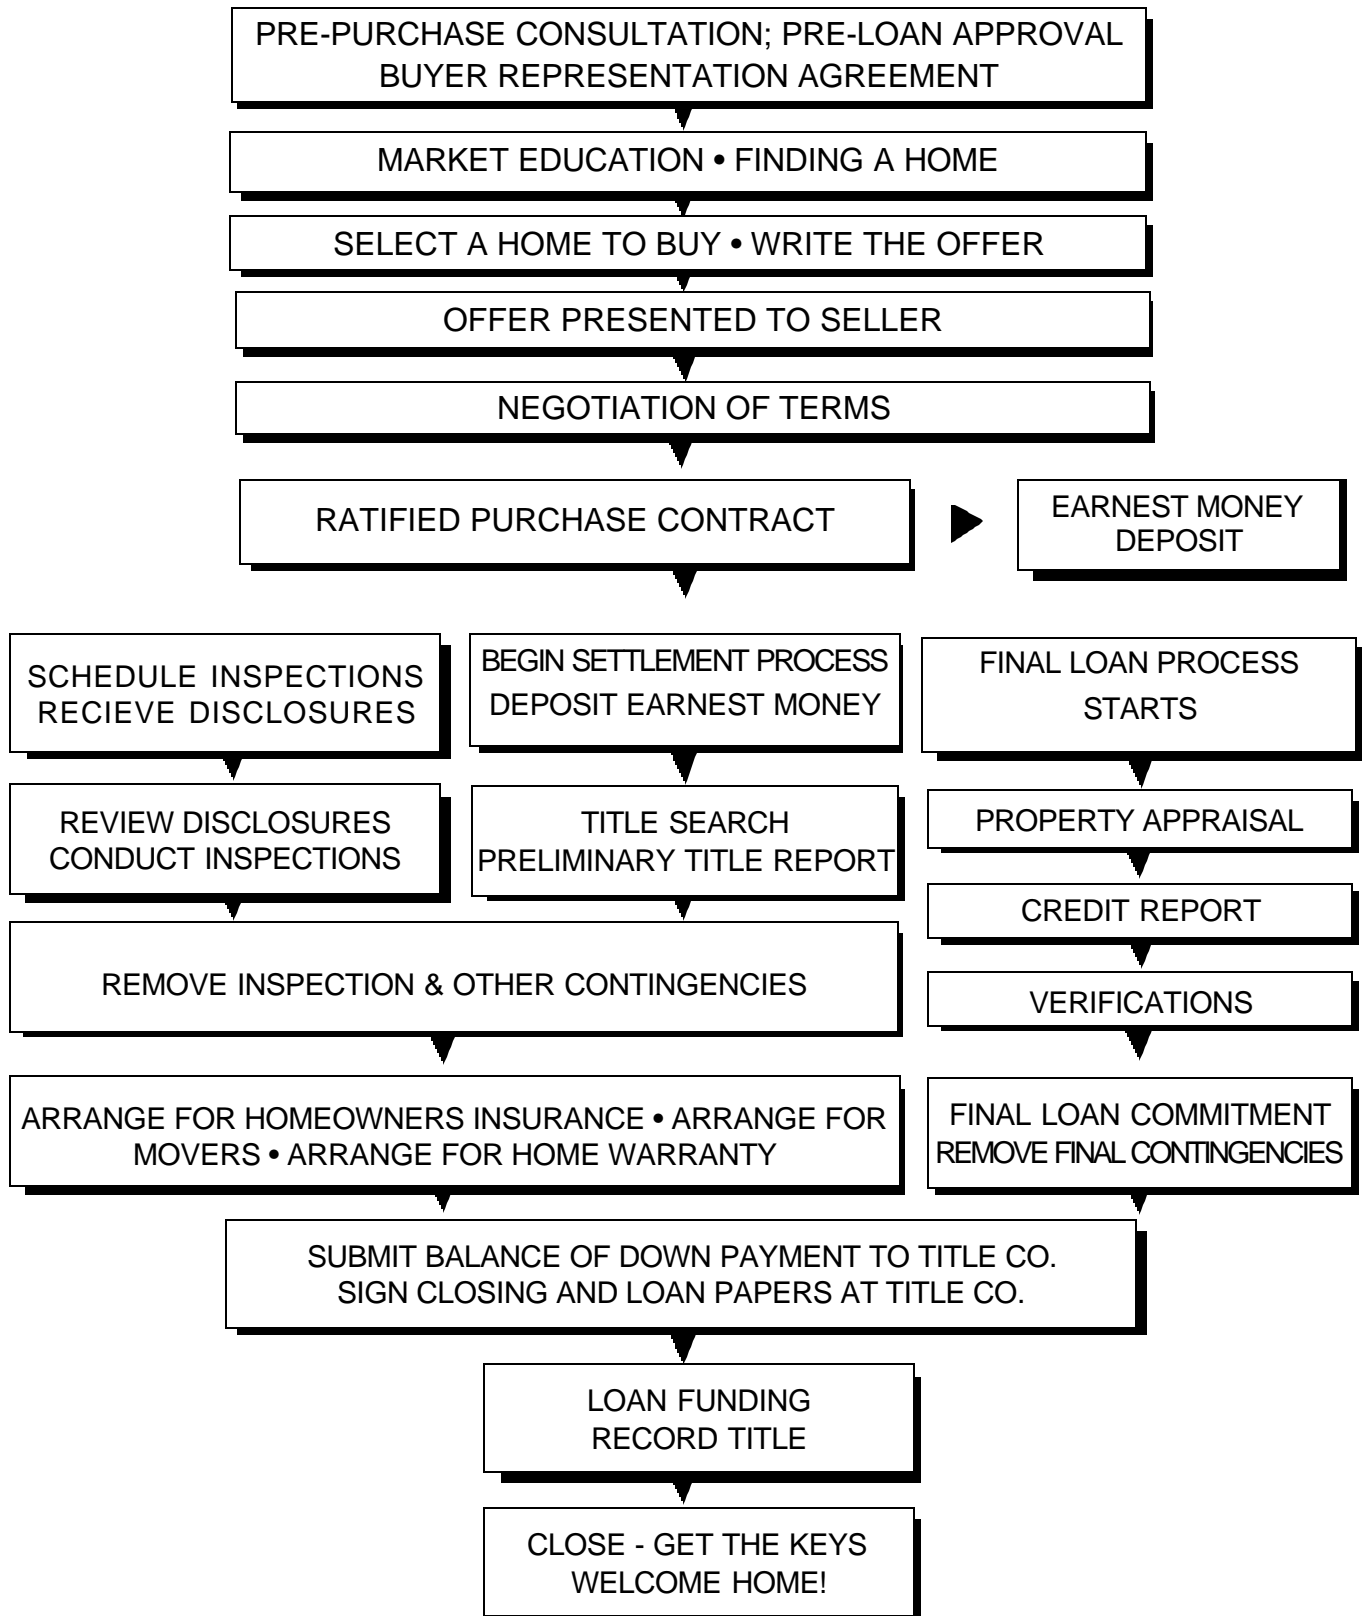 PRE-PURCHASE CONSULTATION; PRE-LOAN APPROVAL
BUYER REPRESENTATION AGREEMENT
MARKET EDUCATION • FINDING A HOME
SELECT A HOME TO BUY • WRITE THE OFFER
OFFER PRESENTED TO SELLER
NEGOTIATION OF TERMS
RATIFIED PURCHASE CONTRACT
EARNEST MONEY
DEPOSIT
SCHEDULE INSPECTIONS
RECIEVE DISCLOSURES
BEGIN SETTLEMENT PROCESS
DEPOSIT EARNEST MONEY
FINAL LOAN PROCESS
STARTS
REVIEW DISCLOSURES
CONDUCT INSPECTIONS
TITLE SEARCH
PRELIMINARY TITLE REPORT
PROPERTY APPRAISAL
CREDIT REPORT
REMOVE INSPECTION & OTHER CONTINGENCIES
VERIFICATIONS
ARRANGE FOR HOMEOWNERS INSURANCE • ARRANGE FOR
MOVERS • ARRANGE FOR HOME WARRANTY
FINAL LOAN COMMITMENT
REMOVE FINAL CONTINGENCIES
SUBMIT BALANCE OF DOWN PAYMENT TO TITLE CO.
SIGN CLOSING AND LOAN PAPERS AT TITLE CO.
LOAN FUNDING
RECORD TITLE
CLOSE - GET THE KEYS
WELCOME HOME!